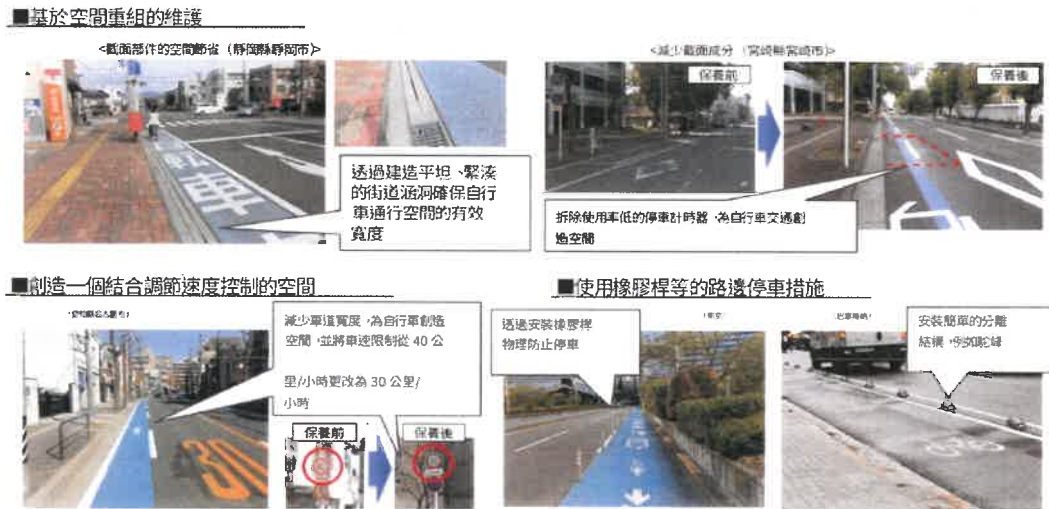 ■基於空間重組的維護
<截面部件的空間節省（靜岡縣靜岡市）>
<減少截面成分（宮崎縣宮崎市）>
保養前
保養後
透過建造平坦、緊湊
的街道涵洞確保自行
車通行空間的有效
寬度
拆除使用率低的停車計時器，為自行車交通創
造空間
■創造一個結合調節速度控制的空間
■使用橡膠桿等的路邊停車措施
減少車道寬度，為自行車創造
空間，並將車速限制從 40 公
里/小時更改為 30 公里/
小時
保養前
保養後
30
透過安裝橡膠桿
物理防止停車
安裝簡單的分離
結構，例如駝峰